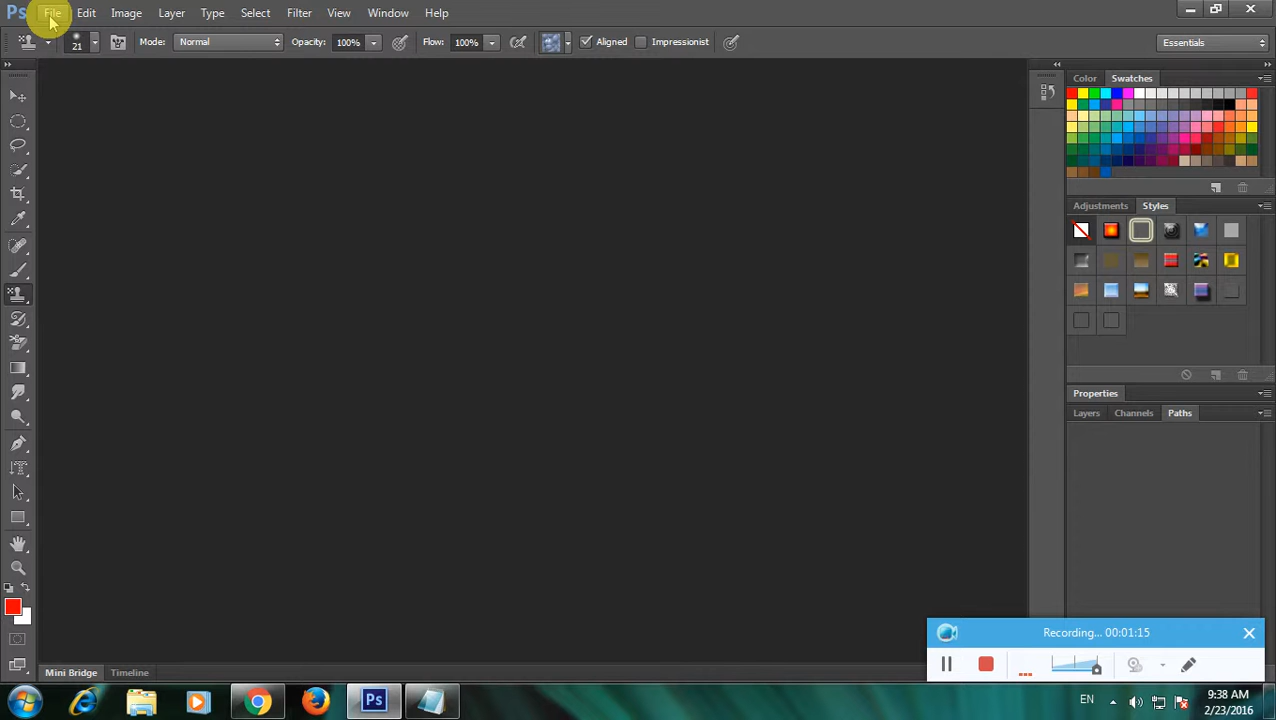 Ps File Edit Image Layer Type Select Filter View Window Help
21 Mode: Normal Opacity: 100% Flow: 100% Aligned Impressionist Essentials
Color Swatches
Adjustments Styles
Properties
Layers Channels Paths
Recording... 00:01:15
Mini Bridge Timeline
Ps EN 9:38 AM
2/23/2016